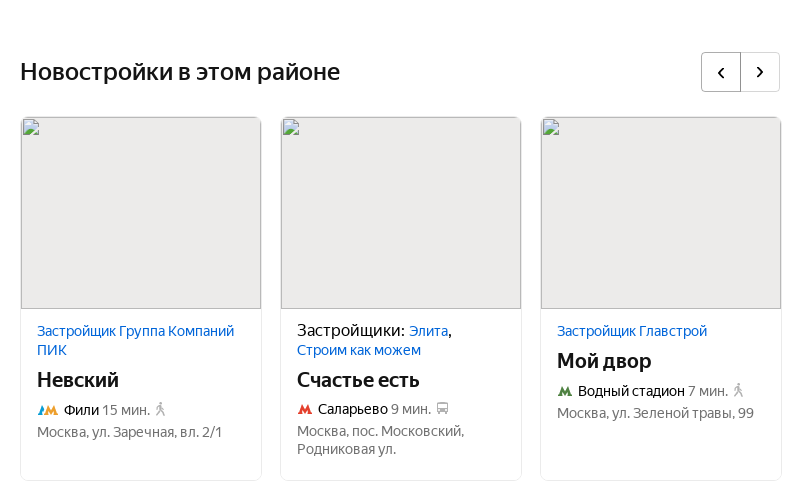 Новостройки в этом районе
Застройщик Группа Компаний
ПИК
Невский
Фили 15 мин.
Москва, ул. Заречная, вл. 2/1
Застройщики: Элита,
Строим как можем
Счастье есть
Саларьево 9 мин.
Москва, пос. Московский,
Родниковая ул.
Застройщик Главстрой
Мой двор
Водный стадион 7 мин.
Москва, ул. Зеленой травы, 99